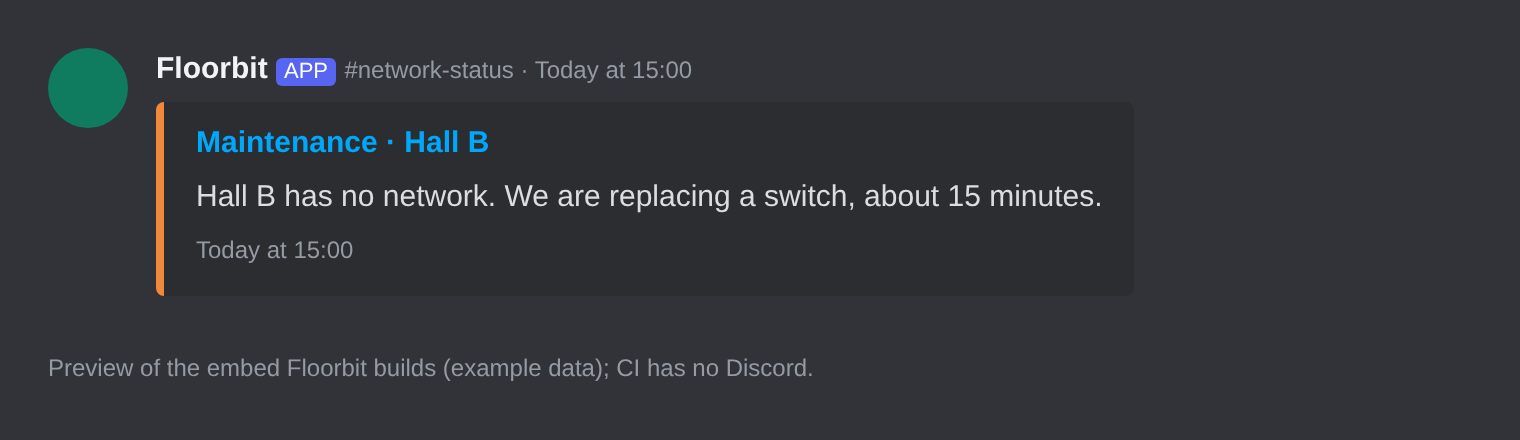 Floorbit APP #network-status · Today at 15:00
Maintenance · Hall B
Hall B has no network. We are replacing a switch, about 15 minutes.
Today at 15:00
Preview of the embed Floorbit builds (example data); CI has no Discord.